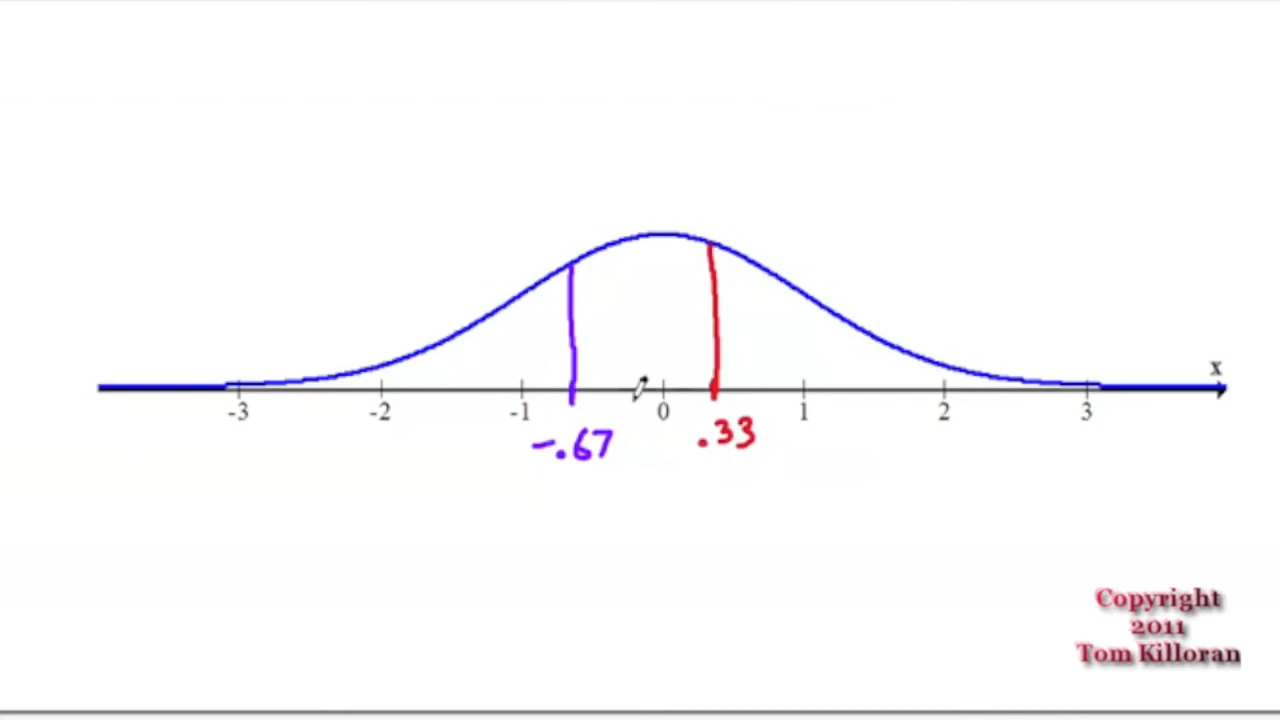 x
-3 -2 -1 0 1 2 3
-.67 .33
Copyright
2011
Tom Killoran